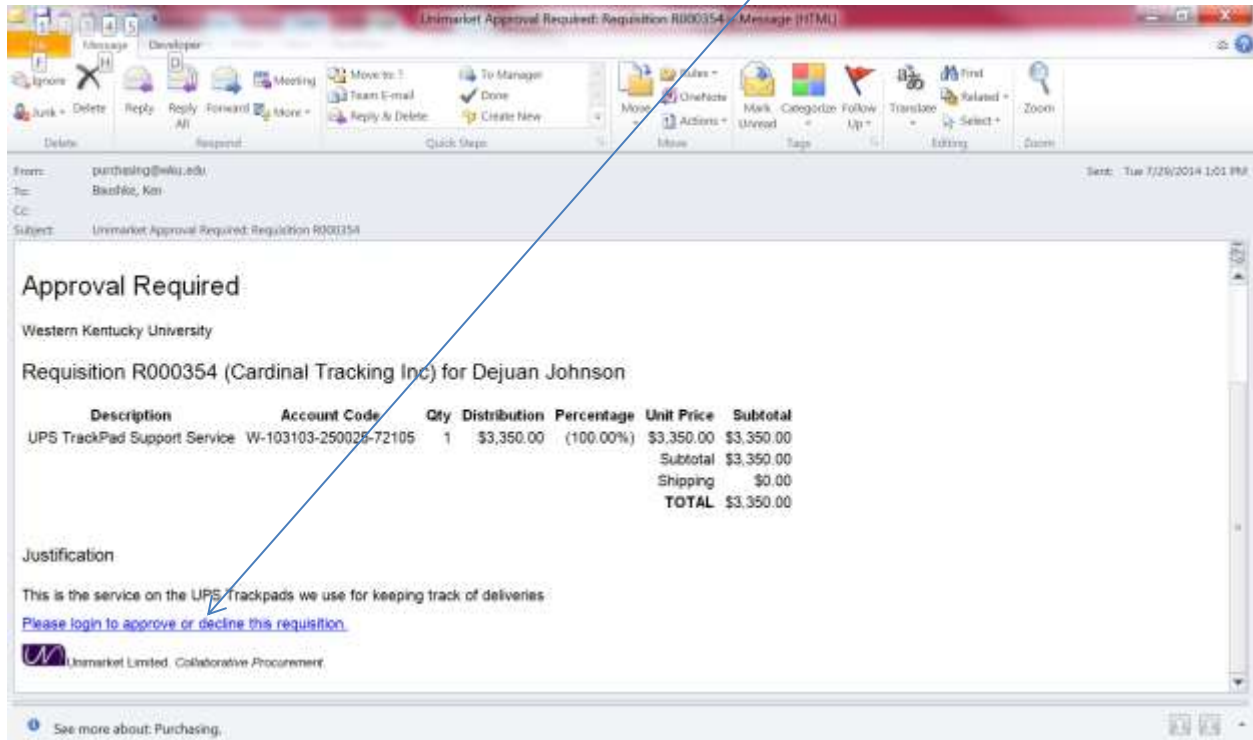 Unimarket Approval Required: Requisition R000354 - Message (HTML)
1 4 5
Message Developer
F H D
Ignore Delete Reply Reply All Forward Meeting Move to: ? To Manager Move Rules Mark Unread Categorize Follow Up Translate Find Zoom
Junk More Team E-mail Done OneNote Related
Reply & Delete Create New Actions Select
Delete Respond Quick Steps Move Tags Editing Zoom
From: purchasing@wku.edu Sent: Tue 7/29/2014 1:01 PM
To: Ken
Cc:
Subject: Unimarket Approval Required: Requisition R000354
Approval Required
Western Kentucky University
Requisition R000354 (Cardinal Tracking Inc) for Dejuan Johnson
Description Account Code Qty Distribution Percentage Unit Price Subtotal
UPS TrackPad Support Service W-103103-250026-72105 1 $3,350.00 (100.00%) $3,350.00 $3,350.00
Subtotal $3,350.00
Shipping $0.00
TOTAL $3,350.00
Justification
This is the service on the UPS Trackpads we use for keeping track of deliveries
Please login to approve or decline this requisition.
Unimarket Limited. Collaborative Procurement.
See more about: Purchasing.